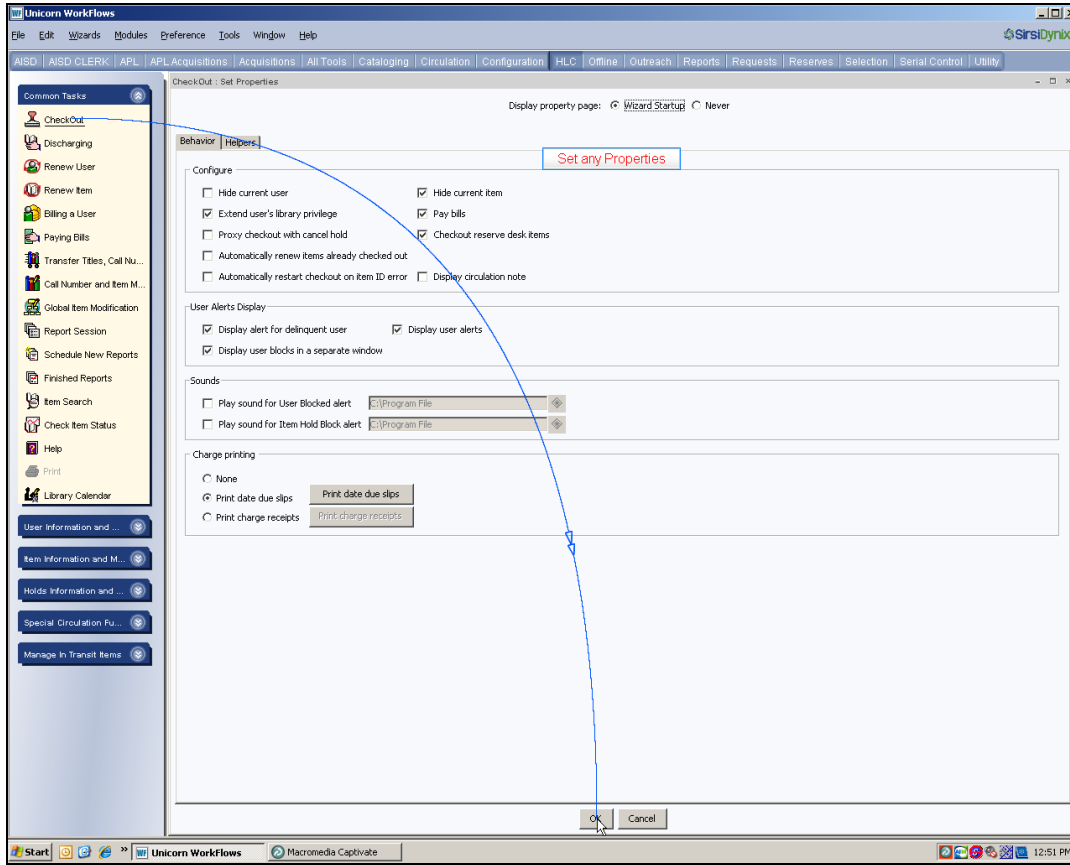 Unicorn WorkFlows
File Edit Wizards Modules Preference Tools Window Help
SirsiDynix
AISD AISD CLERK APL APL Acquisitions Acquisitions All Tools Cataloging Circulation Configuration HLC Offline Outreach Reports Requests Reserves Selection Serial Control Utility
CheckOut : Set Properties
Display property page: Wizard Startup Never
Common Tasks
CheckOut
Discharging
Renew User
Renew Item
Billing a User
Paying Bills
Transfer Titles, Call Nu...
Call Number and Item M...
Global Item Modification
Report Session
Schedule New Reports
Finished Reports
Item Search
Check Item Status
Help
Print
Library Calendar
User Information and ...
Item Information and M...
Holds Information and ...
Special Circulation Fu...
Manage In Transit Items
Behavior Helpers
Set any Properties
Configure
Hide current user Hide current item
Extend user's library privilege Pay bills
Proxy checkout with cancel hold Checkout reserve desk items
Automatically renew items already checked out
Automatically restart checkout on item ID error Display circulation note
User Alerts Display
Display alert for delinquent user Display user alerts
Display user blocks in a separate window
Sounds
Play sound for User Blocked alert C:\Program File
Play sound for Item Hold Block alert C:\Program File
Charge printing
None
Print date due slips Print date due slips
Print charge receipts Print charge receipts
OK Cancel
Start » Unicorn WorkFlows Macromedia Captivate 12:51 PM